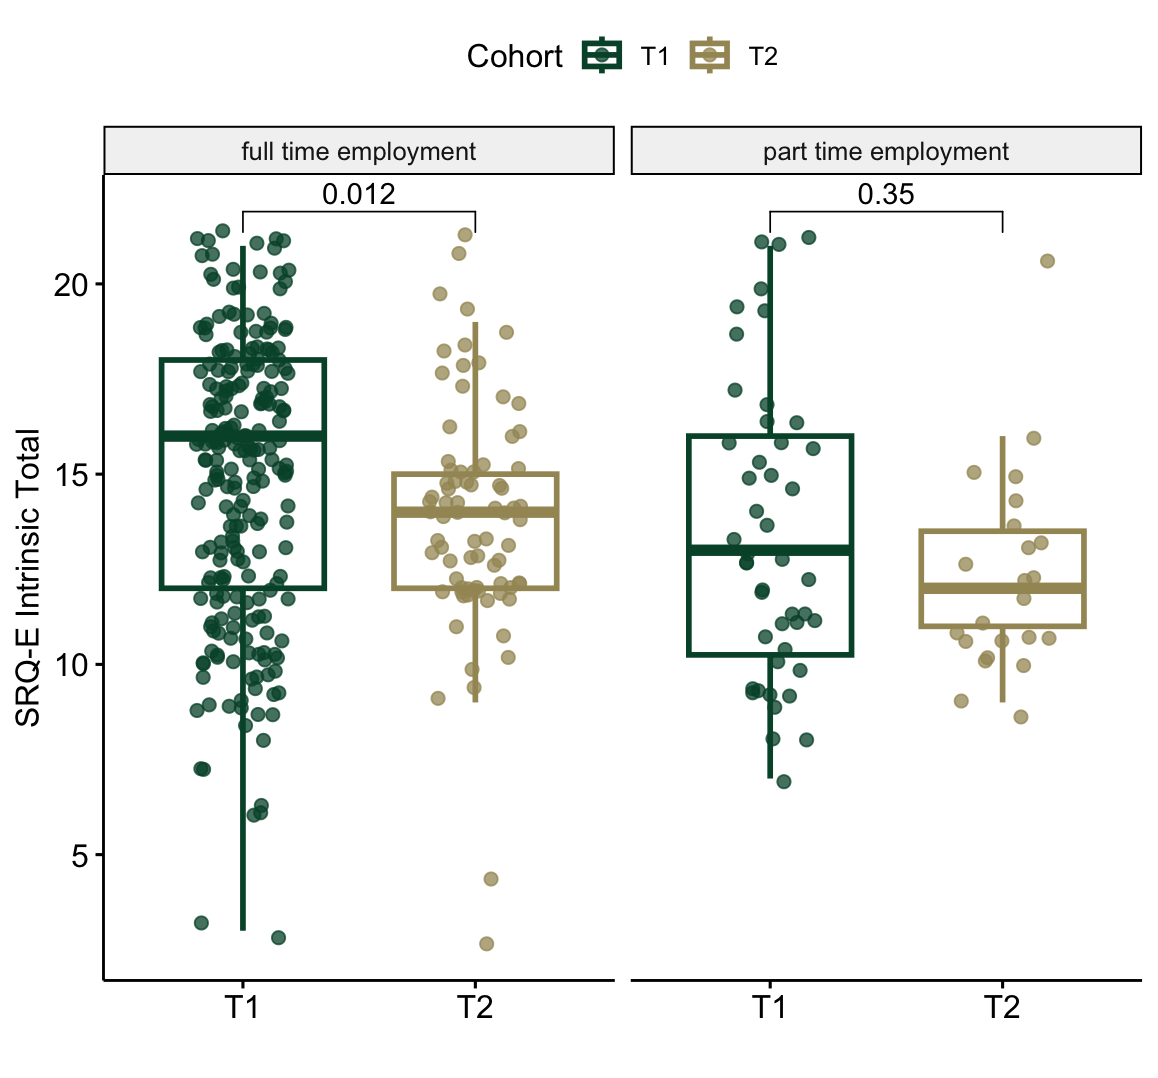 Cohort T1 T2
full time employment part time employment
0.012 0.35
20
15
10
5
SRQ-E Intrinsic Total
T1 T2 T1 T2